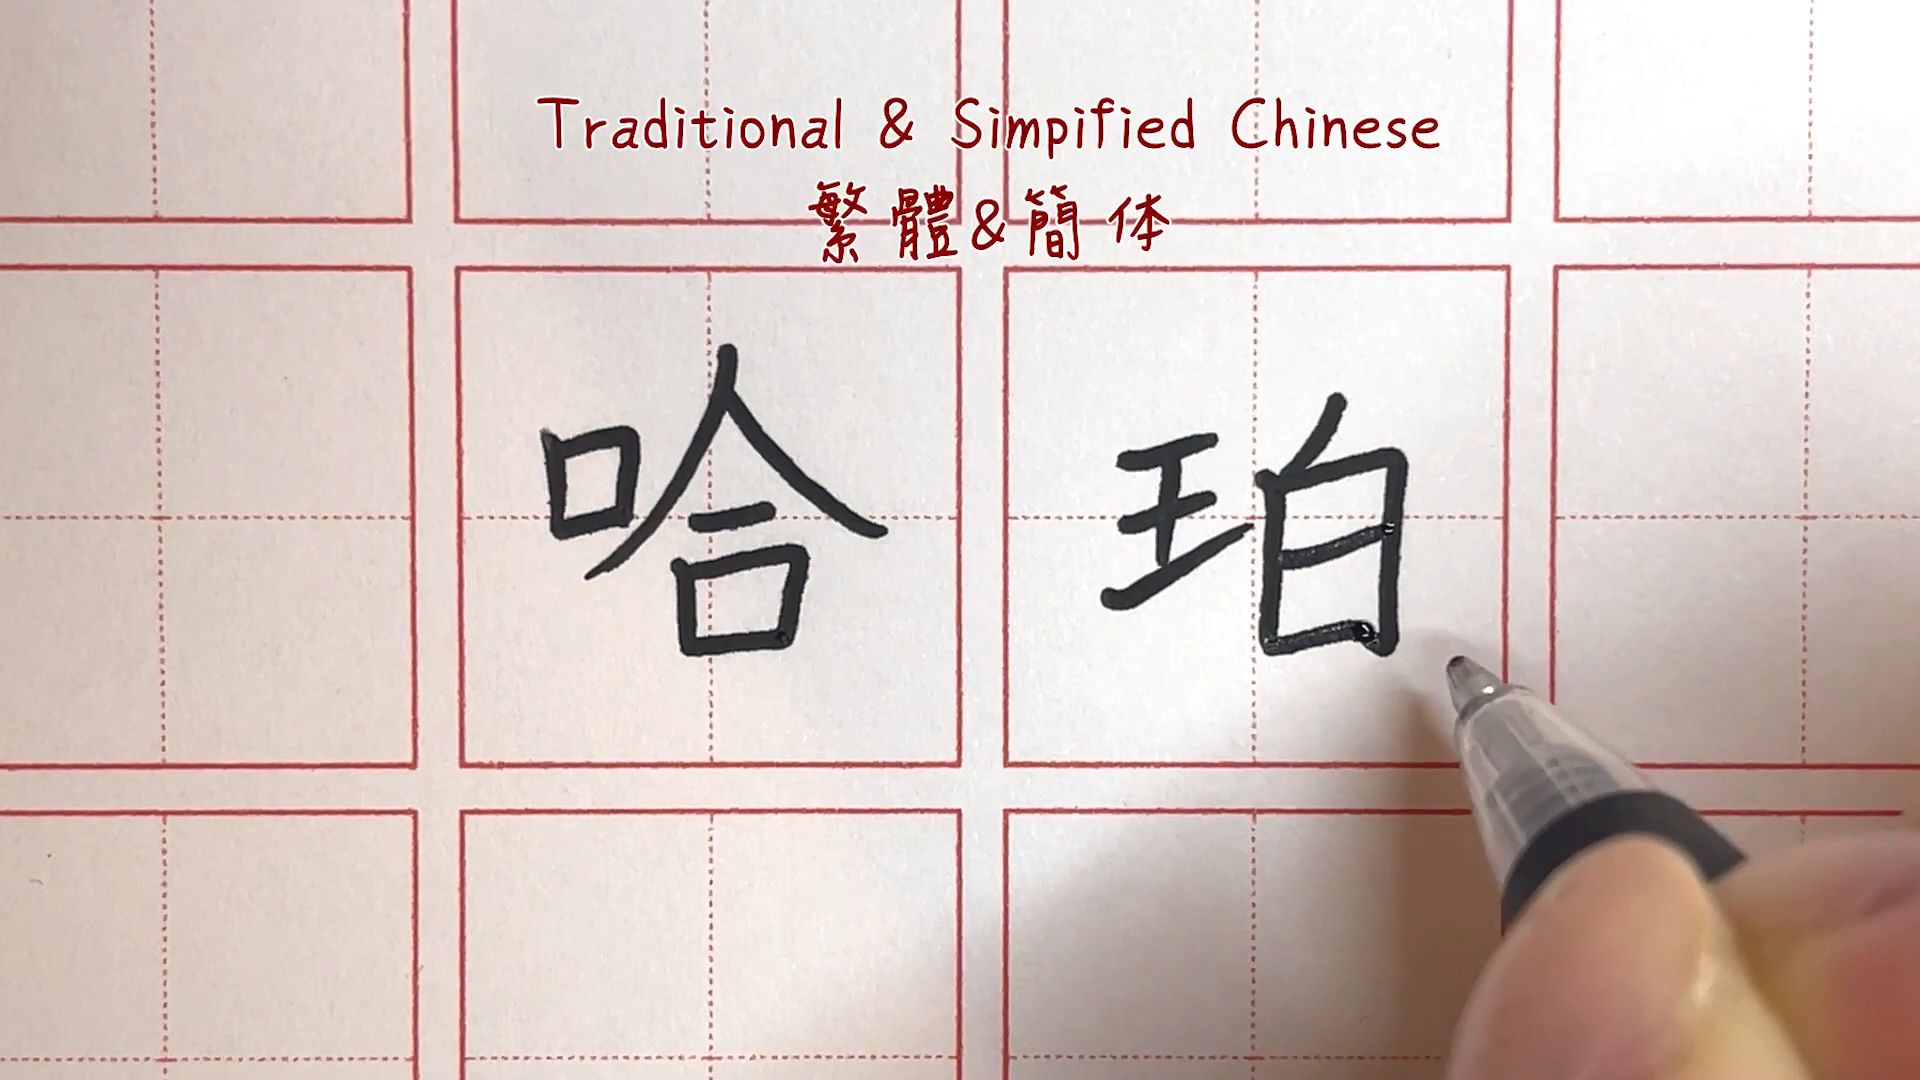 Traditional & Simpified Chinese
繁體&簡体
哈珀